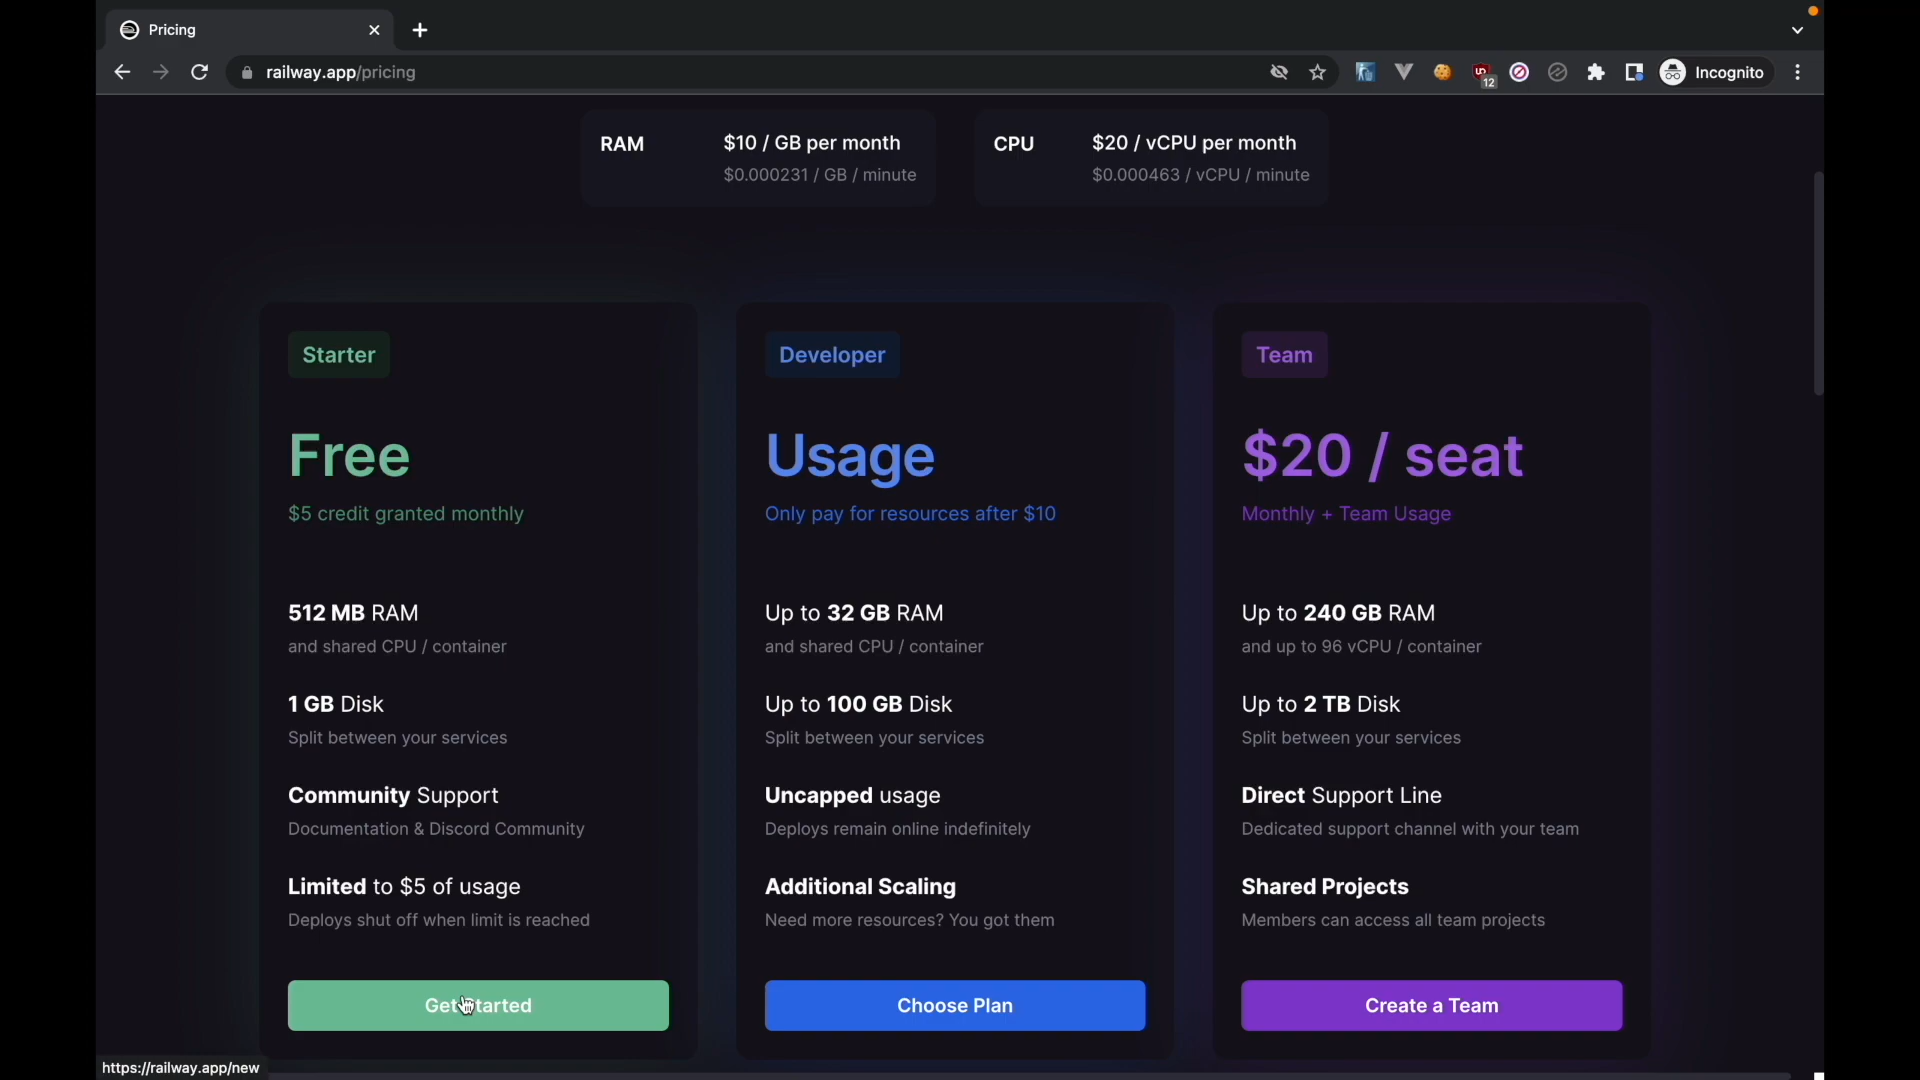 Pricing
railway.app/pricing
12
Incognito
RAM
$10 / GB per month
$0.000231 / GB / minute
CPU
$20 / vCPU per month
$0.000463 / vCPU / minute
Starter
Free
$5 credit granted monthly
512 MB RAM
and shared CPU / container
1 GB Disk
Split between your services
Community Support
Documentation & Discord Community
Limited to $5 of usage
Deploys shut off when limit is reached
Get Started
Developer
Usage
Only pay for resources after $10
Up to 32 GB RAM
and shared CPU / container
Up to 100 GB Disk
Split between your services
Uncapped usage
Deploys remain online indefinitely
Additional Scaling
Need more resources? You got them
Choose Plan
Team
$20 / seat
Monthly + Team Usage
Up to 240 GB RAM
and up to 96 vCPU / container
Up to 2 TB Disk
Split between your services
Direct Support Line
Dedicated support channel with your team
Shared Projects
Members can access all team projects
Create a Team
https://railway.app/new